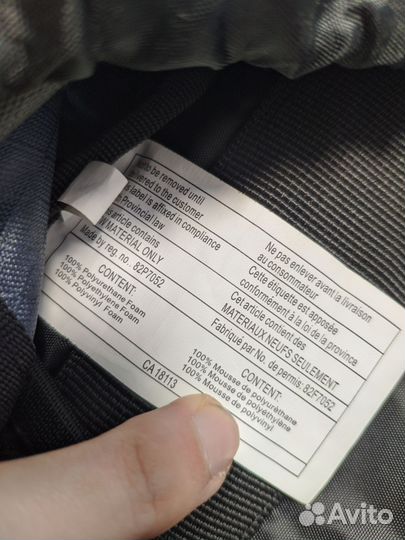 to be removed until
delivered to the customer
label is affixed in compliance
Provincial law
article contains
MATERIAL ONLY
Made by reg. no.: 82P7052
CONTENT:
100% Polyurethane Foam
100% Polyethylene Foam
100% Polyvinyl Foam
Ne pas enlever avant la livraison
au consommateur
Cette étiquette est apposée
conformément à la loi de la province
Cet article contient des
MATERIAUX NEUFS SEULEMENT
Fabriqué par No. de permis: 82F7052
CONTENT:
100% Mousse de polyuréthane
100% Mousse de polyéthylène
100% Mousse de polyvinyl
CA 18113
Avito